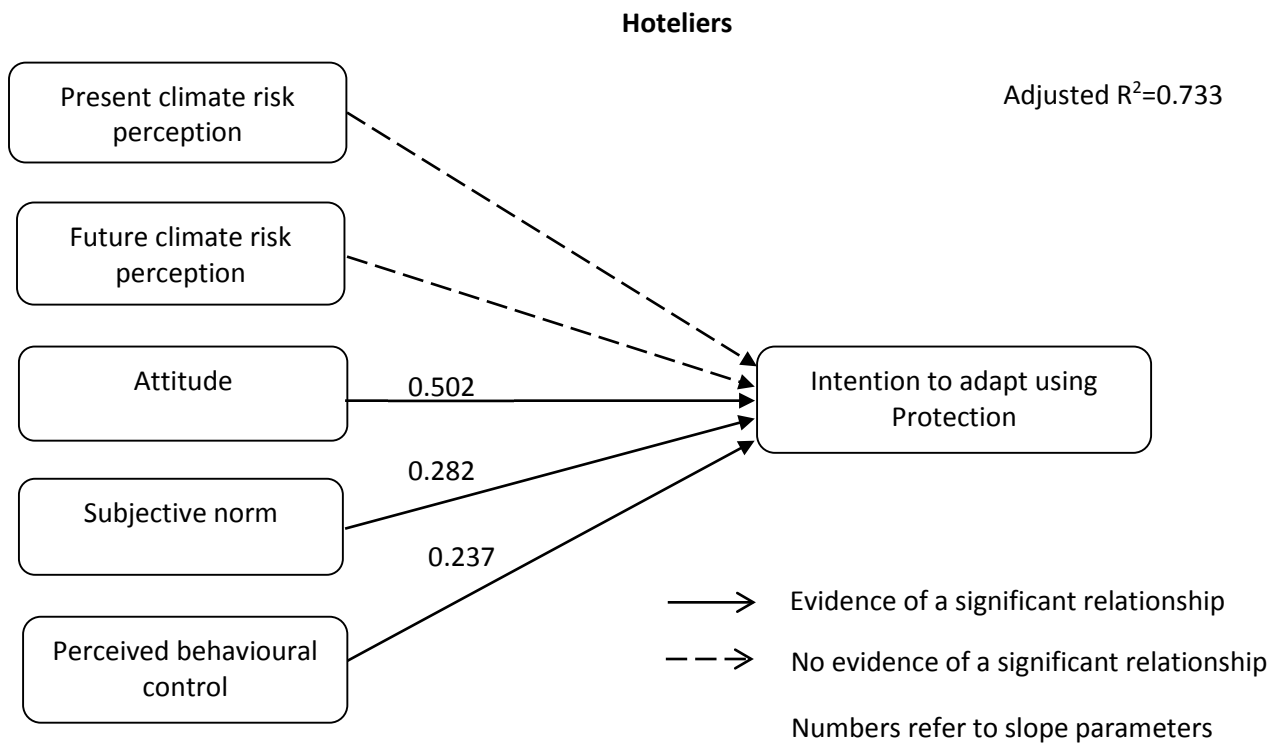 Hoteliers
Present climate risk
perception
Adjusted R²=0.733
Future climate risk
perception
Attitude
0.502
Intention to adapt using
Protection
Subjective norm
0.282
0.237
Perceived behavioural
control
Evidence of a significant relationship
No evidence of a significant relationship
Numbers refer to slope parameters